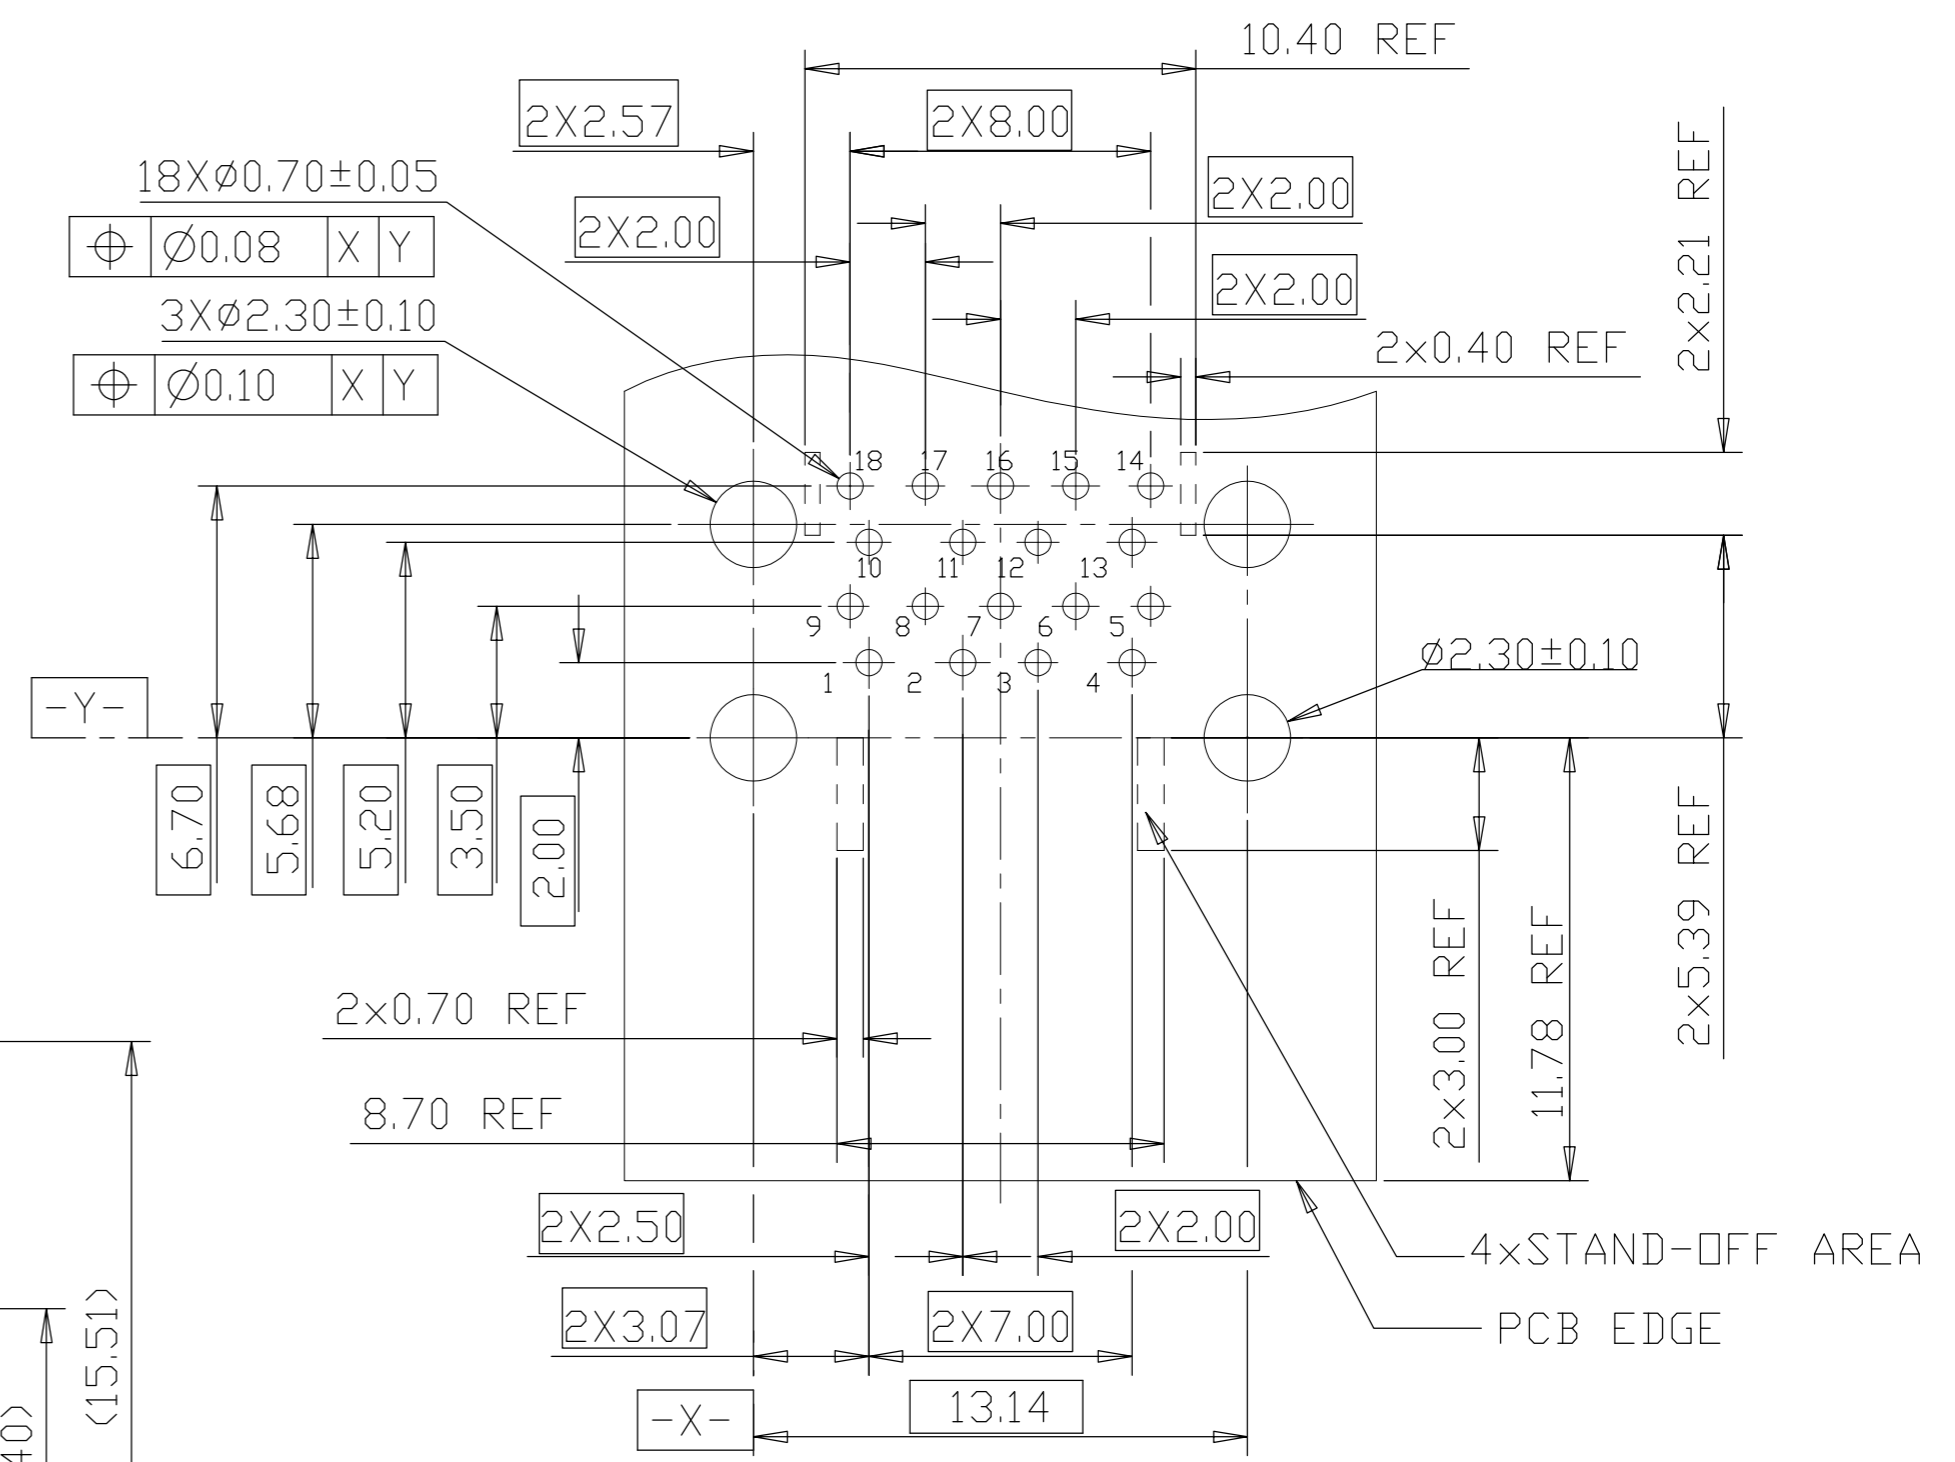 10.40 REF
2X2.57
2X8.00
18XØ0.70±0.05
2X2.00
2X2.00
Ø0.08 X Y
2X2.00
3XØ2.30±0.10
2x0.40 REF
2x2.21 REF
Ø0.10 X Y
18 17 16 15 14
10 11 12 13
9 8 7 6 5
Ø2.30±0.10
1 2 3 4
-Y-
6.70
5.68
5.20
3.50
2.00
2x5.39 REF
2x3.00 REF
11.78 REF
2x0.70 REF
8.70 REF
2X2.50
2X2.00
4xSTAND-OFF AREA
2X3.07
2X7.00
PCB EDGE
(15.51)
-X-
13.14
40)